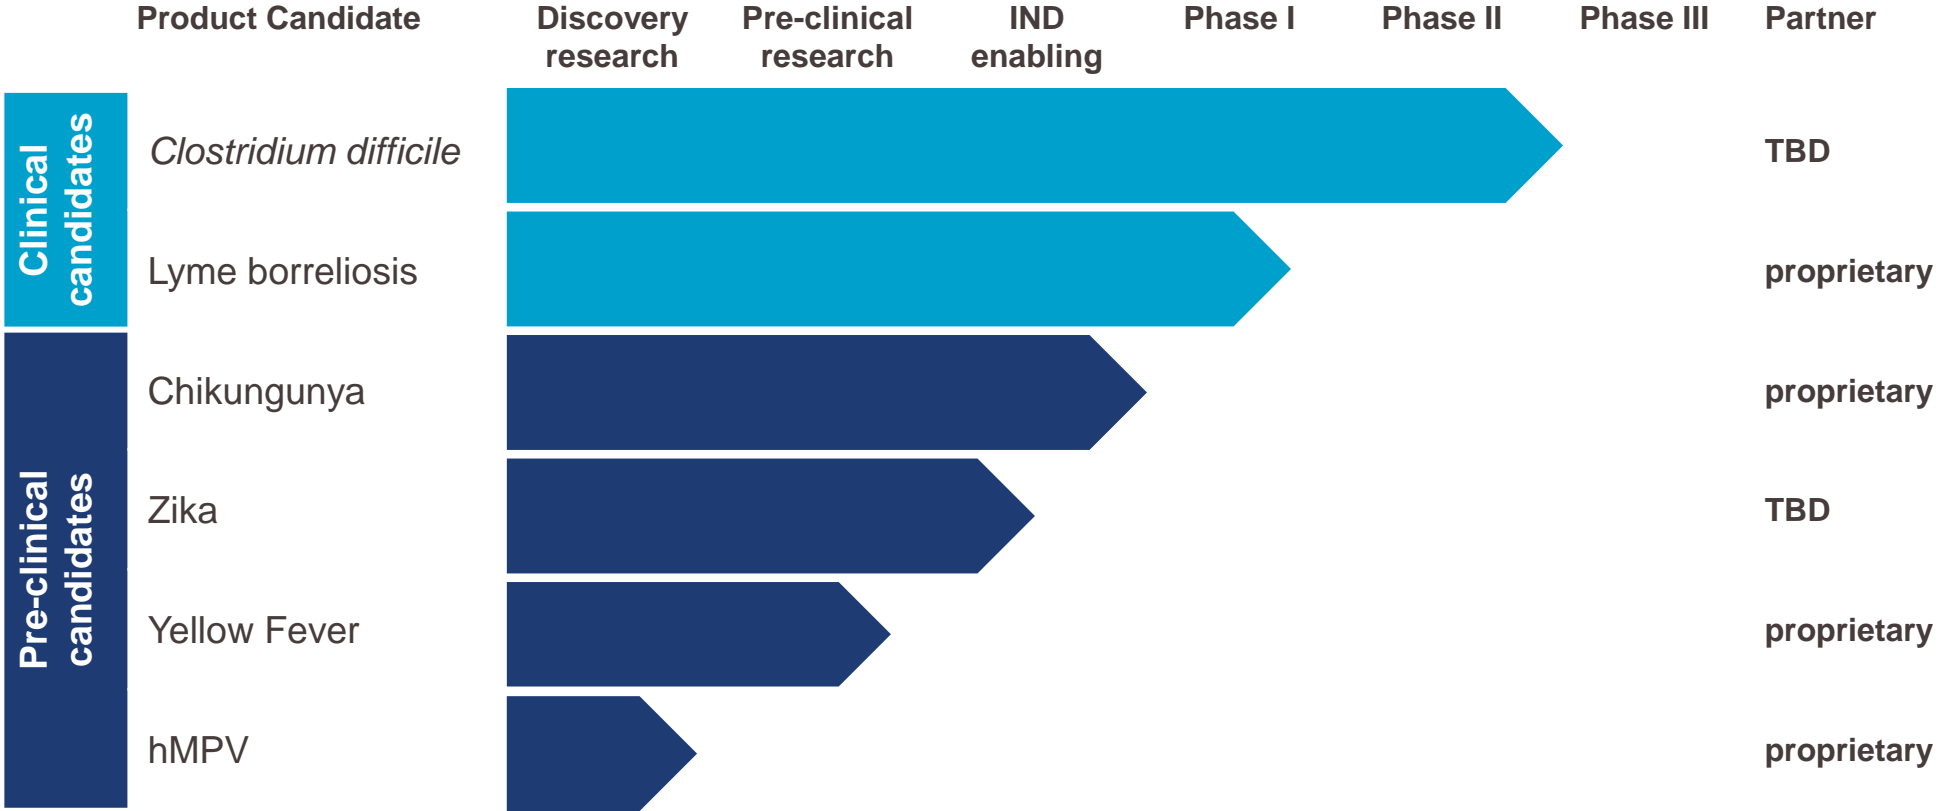 Product Candidate
Discovery
research
Pre-clinical
research
IND
enabling
Phase I
Phase II
Phase III
Partner
Clinical
candidates
Clostridium difficile
TBD
Lyme borreliosis
proprietary
Pre-clinical
candidates
Chikungunya
proprietary
Zika
TBD
Yellow Fever
proprietary
hMPV
proprietary